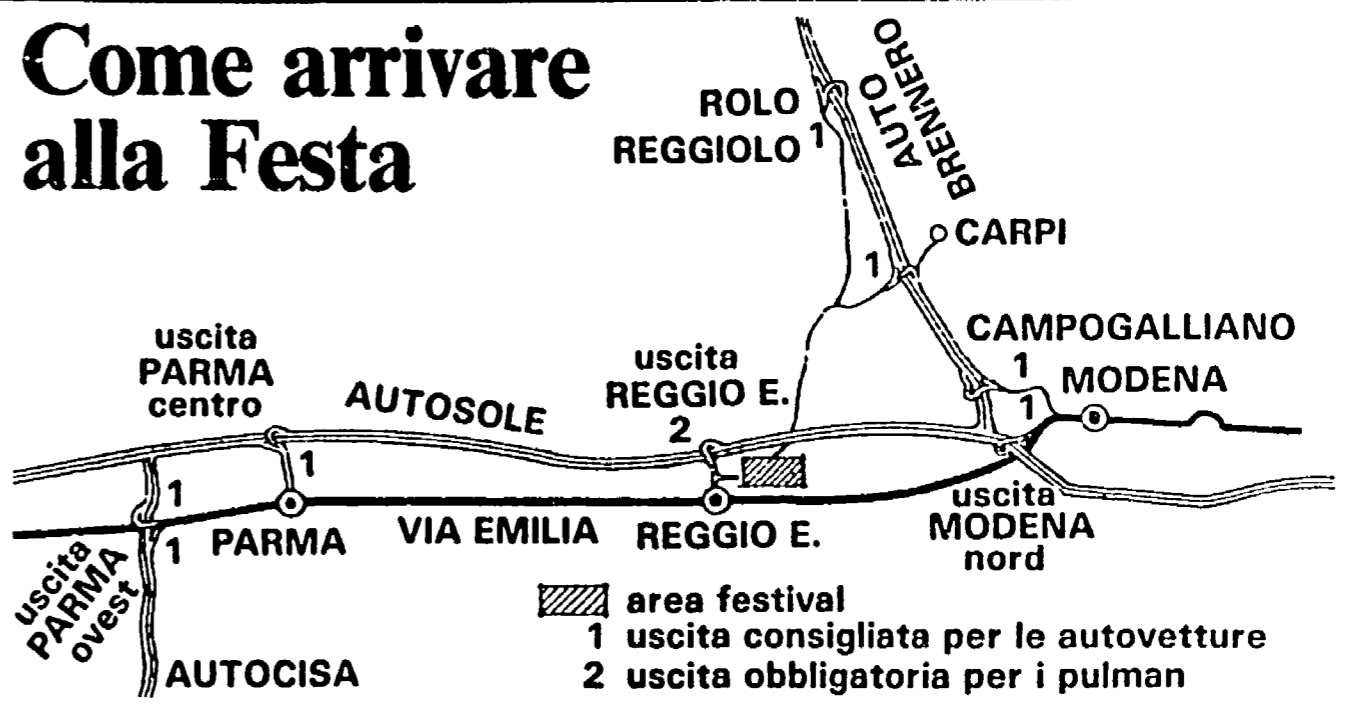 Come arrivare
alla Festa
ROLO
REGGIOLO 1
AUTO
BRENNERO
CARPI
1
CAMPOGALLIANO
1
MODENA
1
uscita
PARMA
centro
AUTOSOLE
uscita
REGGIO E.
2
1
1
1
PARMA
VIA EMILIA
REGGIO E.
uscita
MODENA
nord
uscita
PARMA
ovest
AUTOCISA
area festival
1 uscita consigliata per le autovetture
2 uscita obbligatoria per i pulman